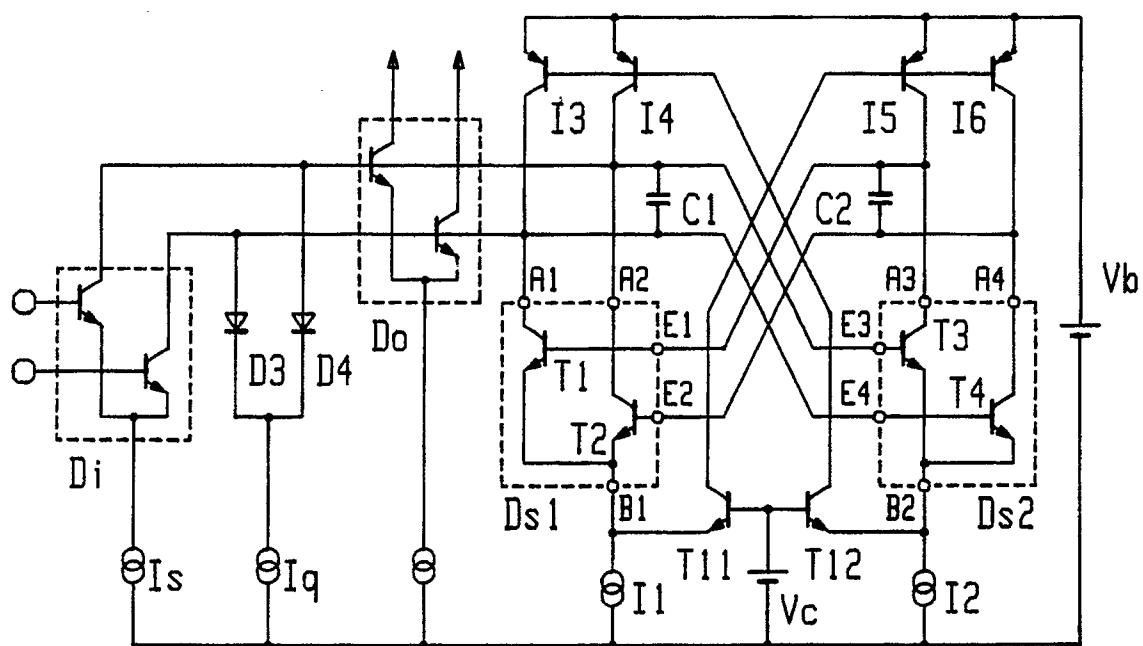 I3 I4 I5 I6
C1 C2
A1 A2 A3 A4
Vb
E1 E3
Do
T1 T3
D3 D4
E2 E4
T2 T4
Di
Ds1 B1 B2 Ds2
T11 T12
Is Iq I1 Vc I2